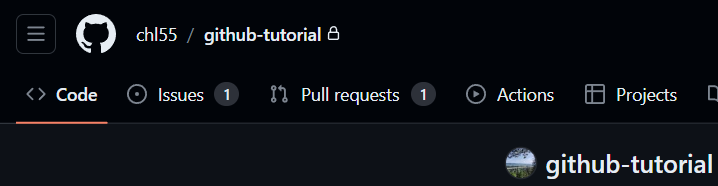 chl55 / github-tutorial
Code Issues 1 Pull requests 1 Actions Projects
github-tutorial